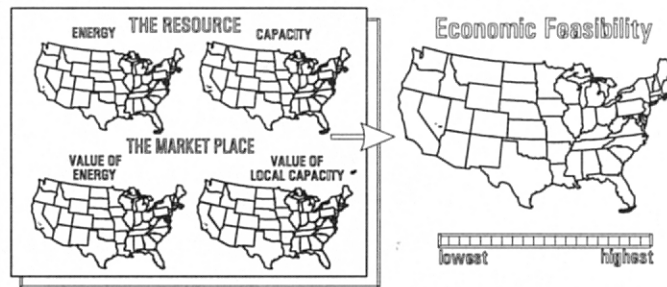 THE RESOURCE
ENERGY
CAPACITY
THE MARKET PLACE
VALUE OF
ENERGY
VALUE OF
LOCAL CAPACITY
Economic Feasibility
lowest
highest